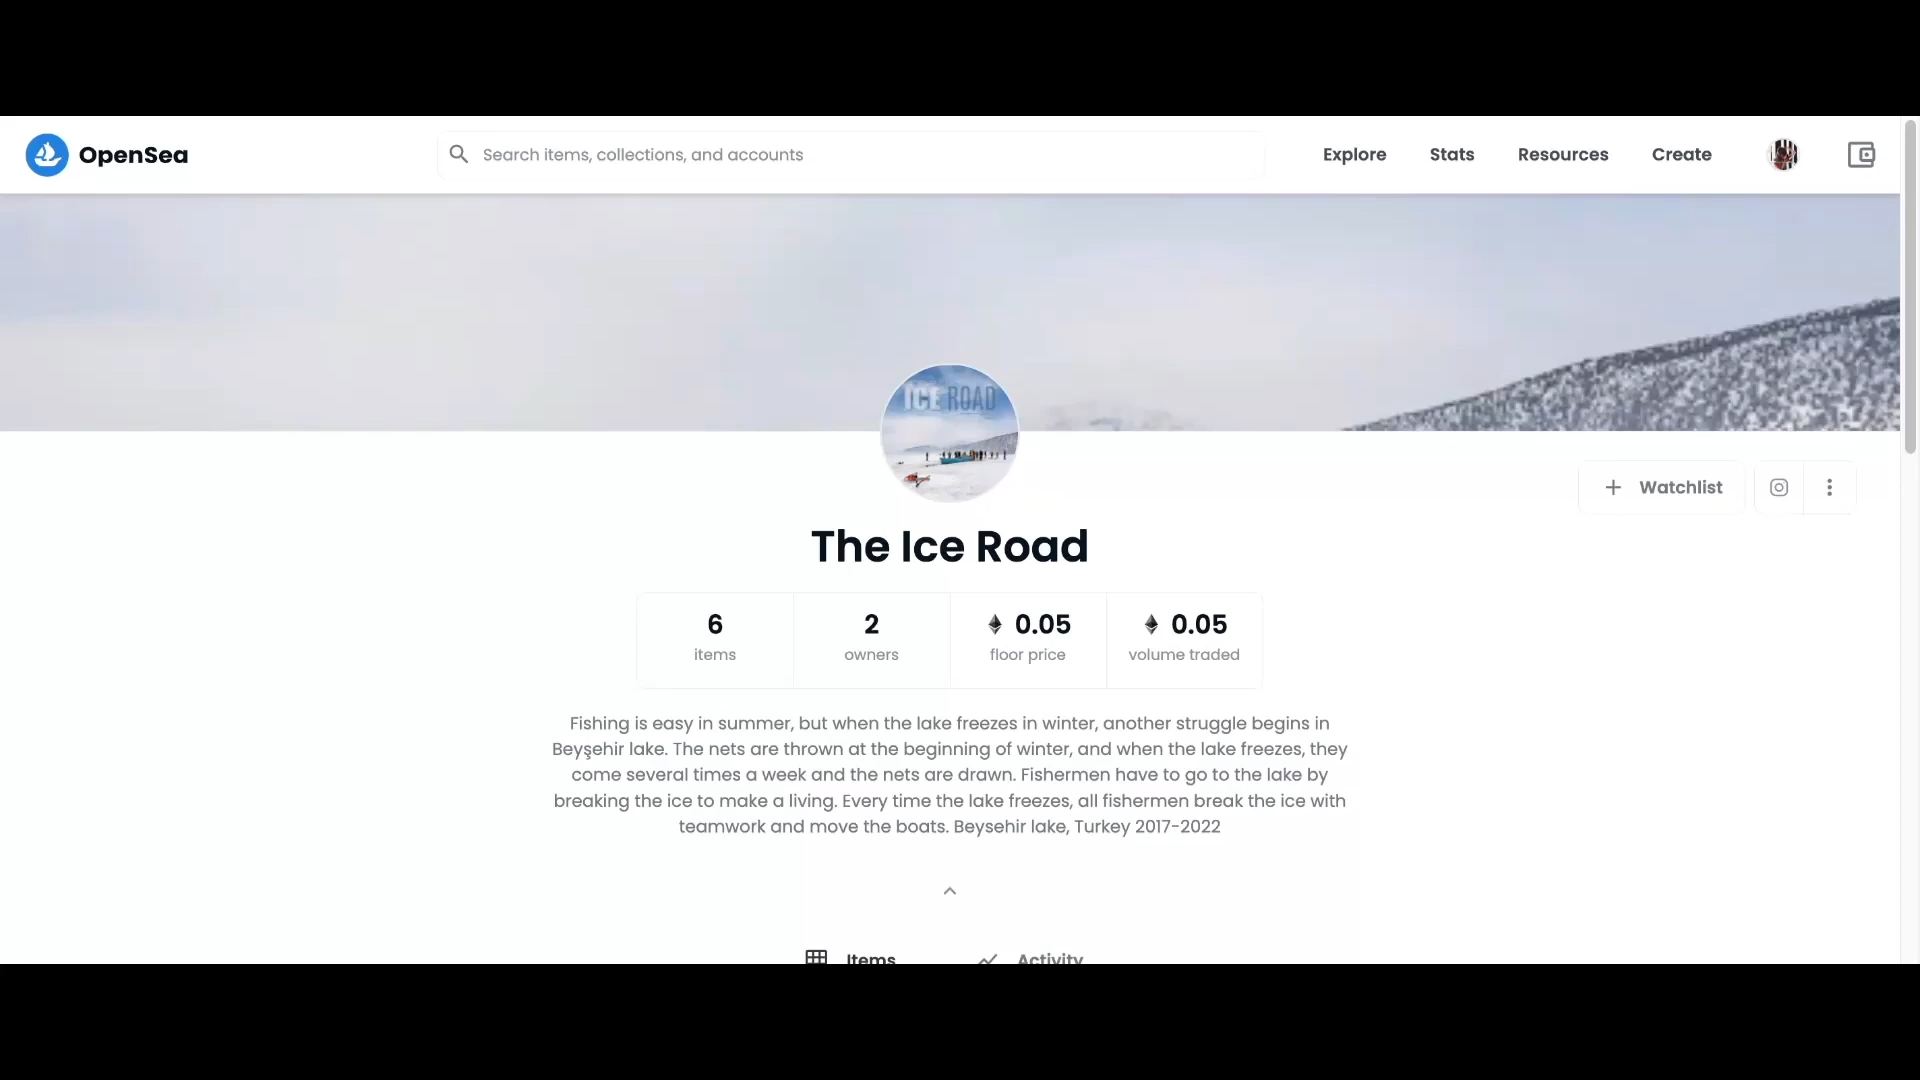 OpenSea
Search items, collections, and accounts
Explore
Stats
Resources
Create
ICE ROAD
Watchlist
The Ice Road
6
items
2
owners
0.05
floor price
0.05
volume traded
Fishing is easy in summer, but when the lake freezes in winter, another struggle begins in
Beyşehir lake. The nets are thrown at the beginning of winter, and when the lake freezes, they
come several times a week and the nets are drawn. Fishermen have to go to the lake by
breaking the ice to make a living. Every time the lake freezes, all fishermen break the ice with
teamwork and move the boats. Beysehir lake, Turkey 2017-2022
Items
Activity